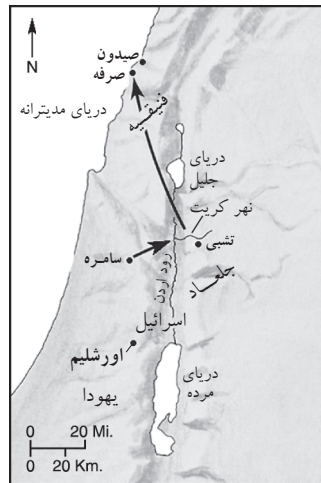 صیدون
صرفه
N
فنیقیه
دریای مدیترانه
دریای
جلیل
نهر کریت
تشبی
سامره
جلعاد
رود اردن
اسرائیل
اورشلیم
دریای
مرده
یهودا
0 20 Mi.
0 20 Km.